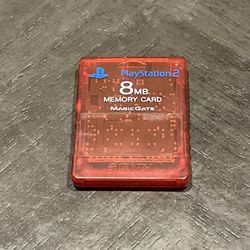 PlayStation 2
8MB
MEMORY CARD
MAGICGATE